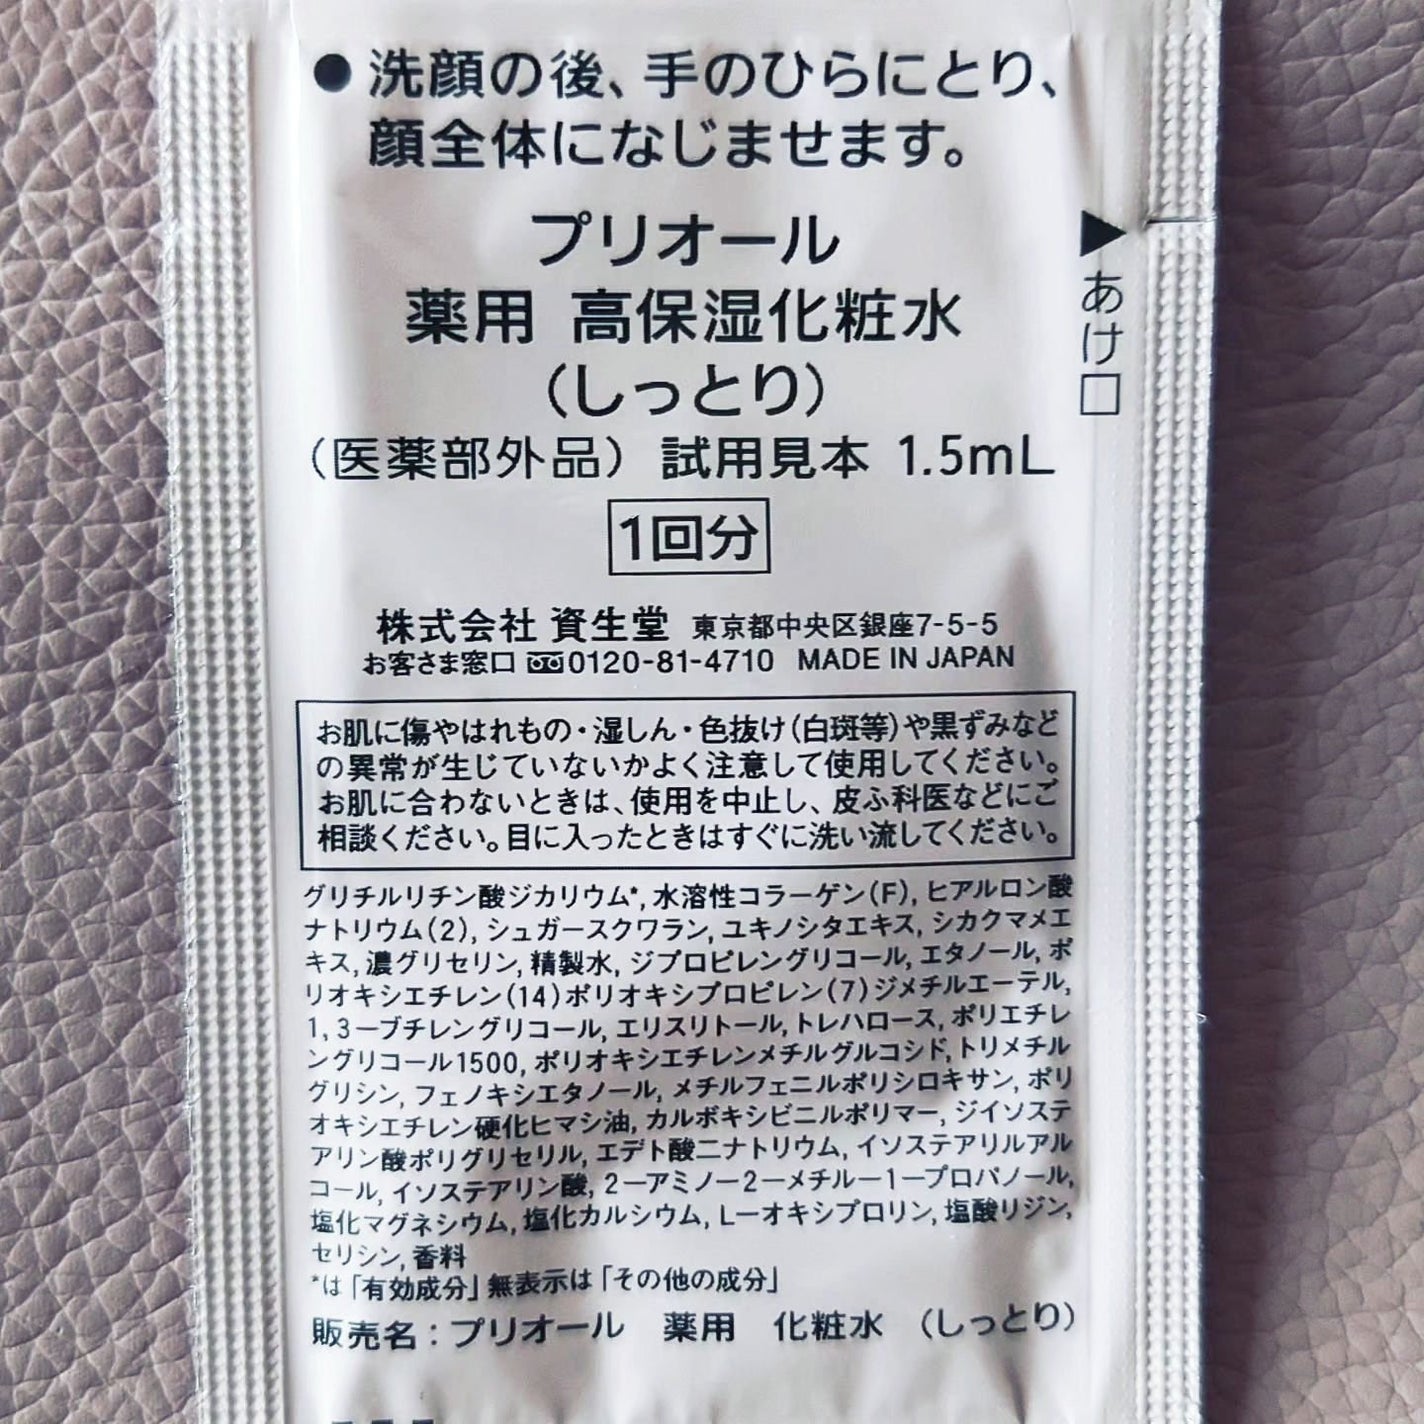 ●洗顔の後、手のひらにとり、
顔全体になじませます。
プリオール
薬用 高保湿化粧水
(しっとり)
(医薬部外品) 試用見本 1.5mL
1回分
▶あけ口
株式会社 資生堂 東京都中央区銀座7-5-5
お客さま窓口 0120-81-4710 MADE IN JAPAN
お肌に傷やはれもの・湿しん・色抜け(白斑等)や黒ずみなど
の異常が生じていないかよく注意して使用してください。
お肌に合わないときは、使用を中止し、皮ふ科医などにご
相談ください。目に入ったときはすぐに洗い流してください。
グリチルリチン酸ジカリウム*, 水溶性コラーゲン(F), ヒアルロン酸
ナトリウム(2), シュガースクワラン, ユキノシタエキス, シカクマメエ
キス, 濃グリセリン, 精製水, ジプロピレングリコール, エタノール, ポ
リオキシエチレン(14)ポリオキシプロピレン(7)ジメチルエーテル,
1, 3ーブチレングリコール, エリスリトール, トレハロース, ポリエチレ
ングリコール1500, ポリオキシエチレンメチルグルコシド, トリメチル
グリシン, フェノキシエタノール, メチルフェニルポリシロキサン, ポリ
オキシエチレン硬化ヒマシ油, カルボキシビニルポリマー, ジイソステ
アリン酸ポリグリセリル, エデト酸二ナトリウム, イソステアリルアル
コール, イソステアリン酸, 2ーアミノー2ーメチルー1ープロパノール,
塩化マグネシウム, 塩化カルシウム, Lーオキシプロリン, 塩酸リジン,
セリシン, 香料
*は「有効成分」無表示は「その他の成分」
販売名：プリオール 薬用 化粧水 (しっとり)